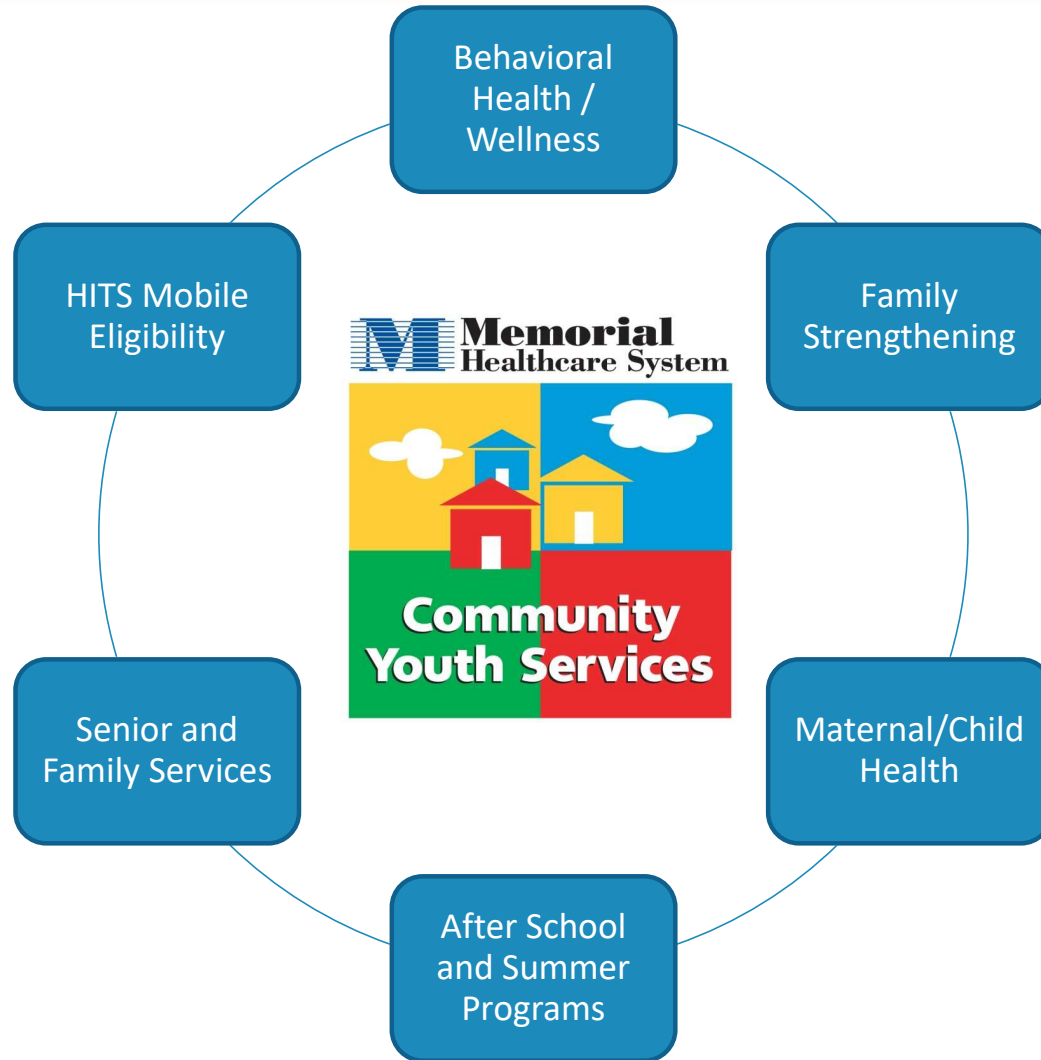 Behavioral
Health /
Wellness
HITS Mobile
Eligibility
Family
Strengthening
Memorial
Healthcare System
Community
Youth Services
Senior and
Family Services
Maternal/Child
Health
After School
and Summer
Programs